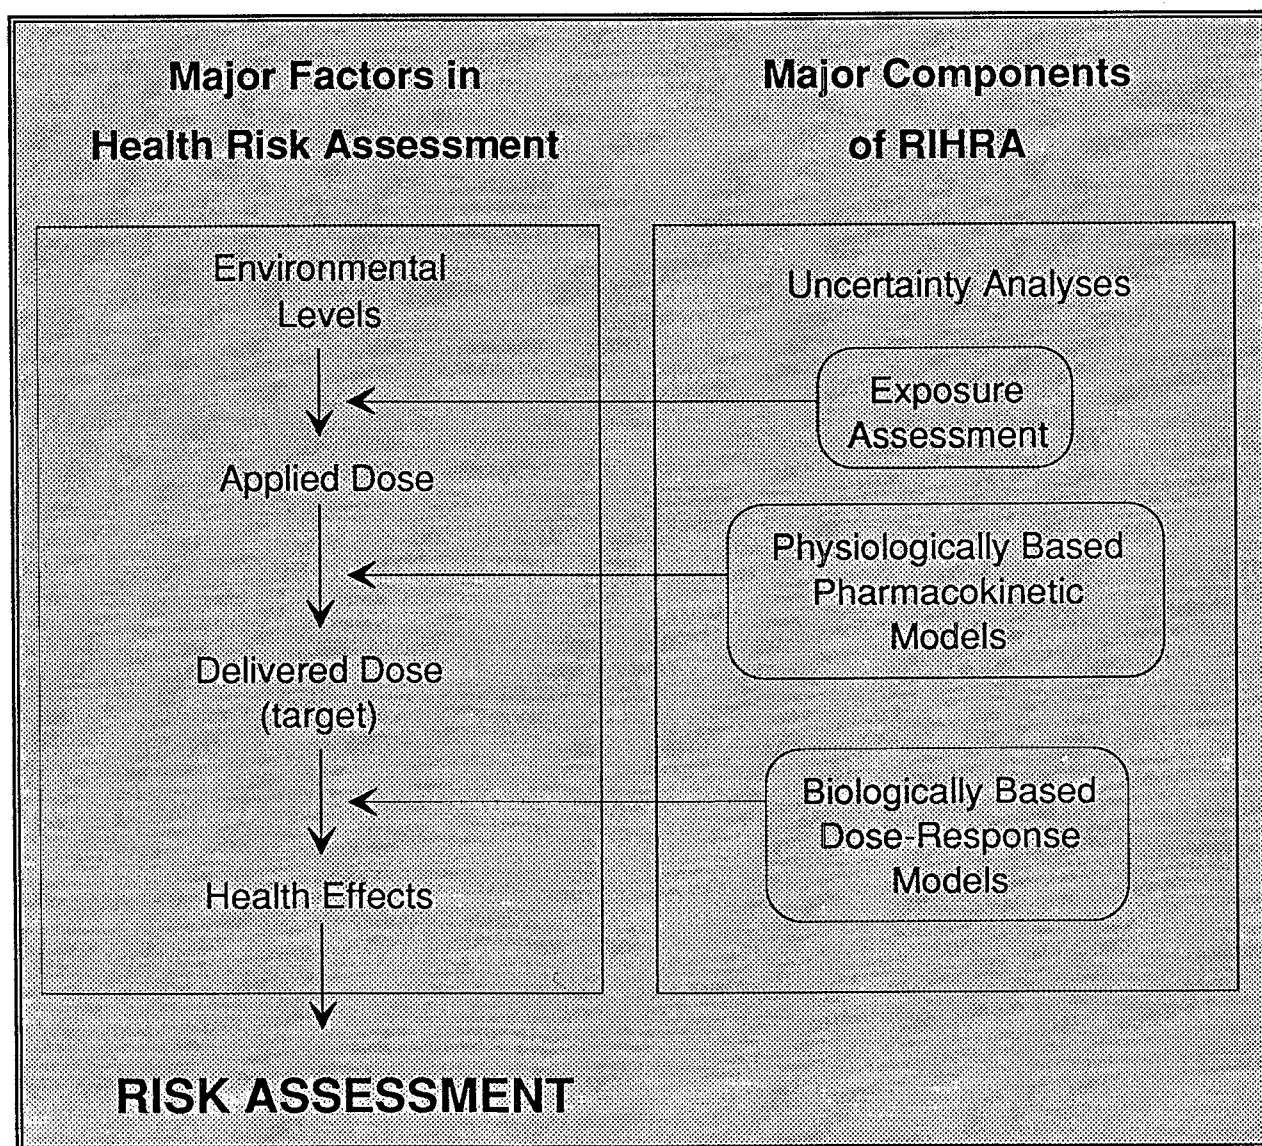 Major Factors in
Health Risk Assessment
Environmental
Levels
Applied Dose
Delivered Dose
(target)
Health Effects
RISK ASSESSMENT
Major Components
of RIHRA
Uncertainty Analyses
Exposure
Assessment
Physiologically Based
Pharmacokinetic
Models
Biologically Based
Dose-Response
Models